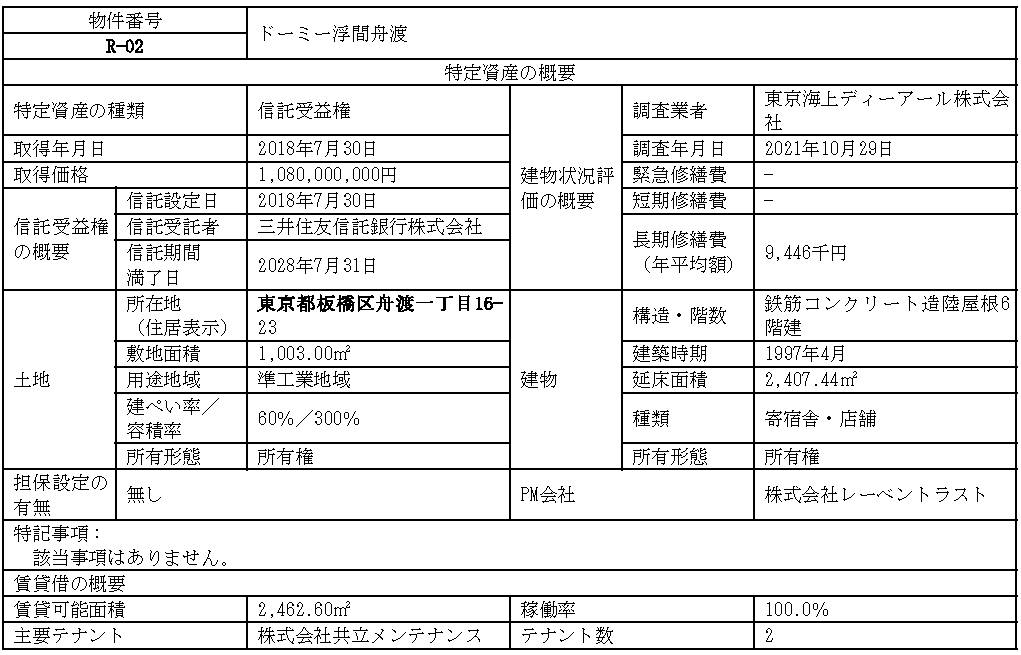 物件番号
R-02
ドーミー浮間舟渡
特定資産の概要
特定資産の種類
信託受益権
取得年月日
2018年7月30日
取得価格
1,080,000,000円
信託受益権
の概要
信託設定日
2018年7月30日
信託受託者
三井住友信託銀行株式会社
信託期間
満了日
2028年7月31日
建物状況評
価の概要
調査業者
東京海上ディーアール株式会
社
調査年月日
2021年10月29日
緊急修繕費
-
短期修繕費
-
長期修繕費
（年平均額）
9,446千円
土地
所在地
（住居表示）
東京都板橋区舟渡一丁目16-
23
敷地面積
1,003.00㎡
用途地域
準工業地域
建ぺい率／
容積率
60%／300%
所有形態
所有権
建物
構造・階数
鉄筋コンクリート造陸屋根6
階建
建築時期
1997年4月
延床面積
2,407.44㎡
種類
寄宿舎・店舗
所有形態
所有権
担保設定の
有無
無し
PM会社
株式会社レーベントラスト
特記事項：
該当事項はありません。
賃貸借の概要
賃貸可能面積
2,462.60㎡
稼働率
100.0%
主要テナント
株式会社共立メンテナンス
テナント数
2